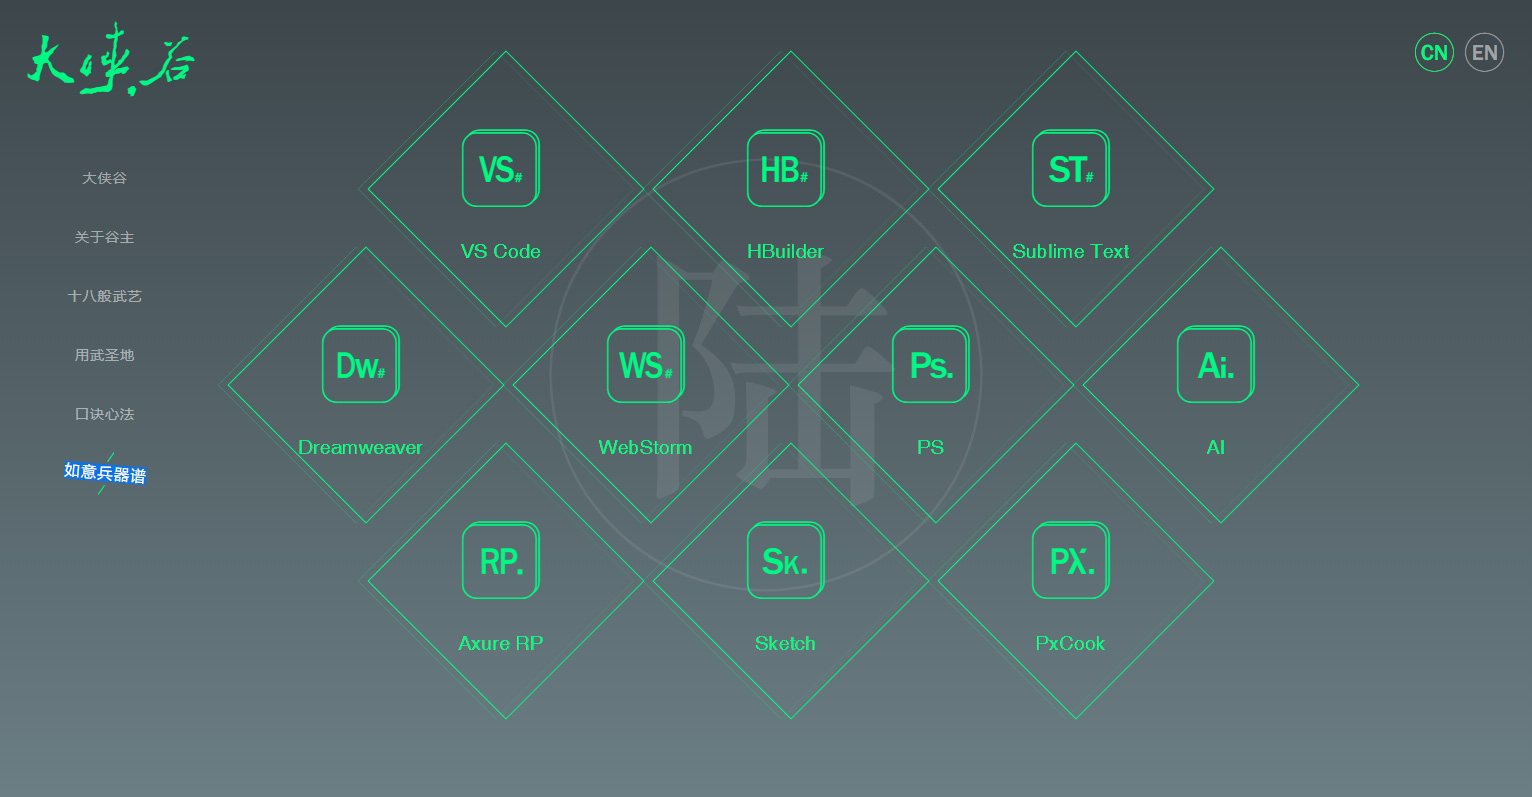 大侠谷
CN EN
大侠谷
关于谷主
十八般武艺
用武圣地
口诀心法
如意兵器谱
陆
VS#
VS Code
HB#
HBuilder
ST#
Sublime Text
Dw#
Dreamweaver
WS#
WebStorm
Ps.
PS
Ai.
AI
RP.
Axure RP
SK.
Sketch
PX.
PxCook